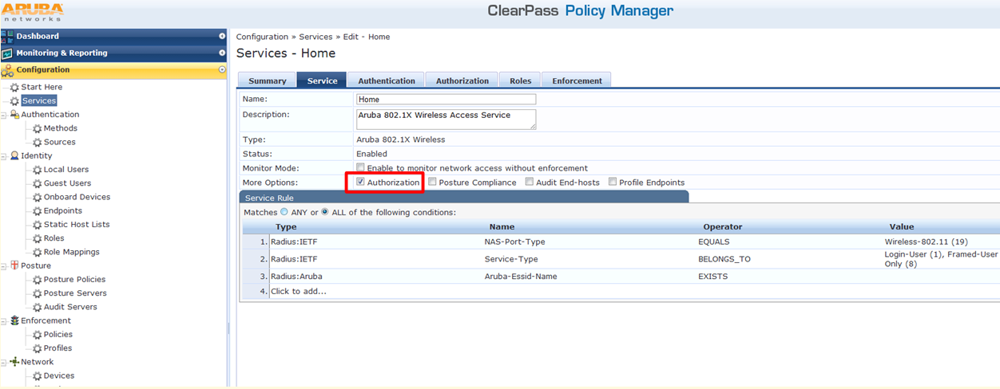 ARUBA
networks
ClearPass Policy Manager
Dashboard
Monitoring & Reporting
Configuration
Start Here
Services
Authentication
Methods
Sources
Identity
Local Users
Guest Users
Onboard Devices
Endpoints
Static Host Lists
Roles
Role Mappings
Posture
Posture Policies
Posture Servers
Audit Servers
Enforcement
Policies
Profiles
Network
Devices
Configuration » Services » Edit - Home
Services - Home
Summary Service Authentication Authorization Roles Enforcement
Name: Home
Description: Aruba 802.1X Wireless Access Service
Type: Aruba 802.1X Wireless
Status: Enabled
Monitor Mode: Enable to monitor network access without enforcement
More Options: Authorization Posture Compliance Audit End-hosts Profile Endpoints
Service Rule
Matches ANY or ALL of the following conditions:
Type Name Operator Value
1. Radius:IETF NAS-Port-Type EQUALS Wireless-802.11 (19)
2. Radius:IETF Service-Type BELONGS_TO Login-User (1), Framed-User
Only (8)
3. Radius:Aruba Aruba-Essid-Name EXISTS
4. Click to add...